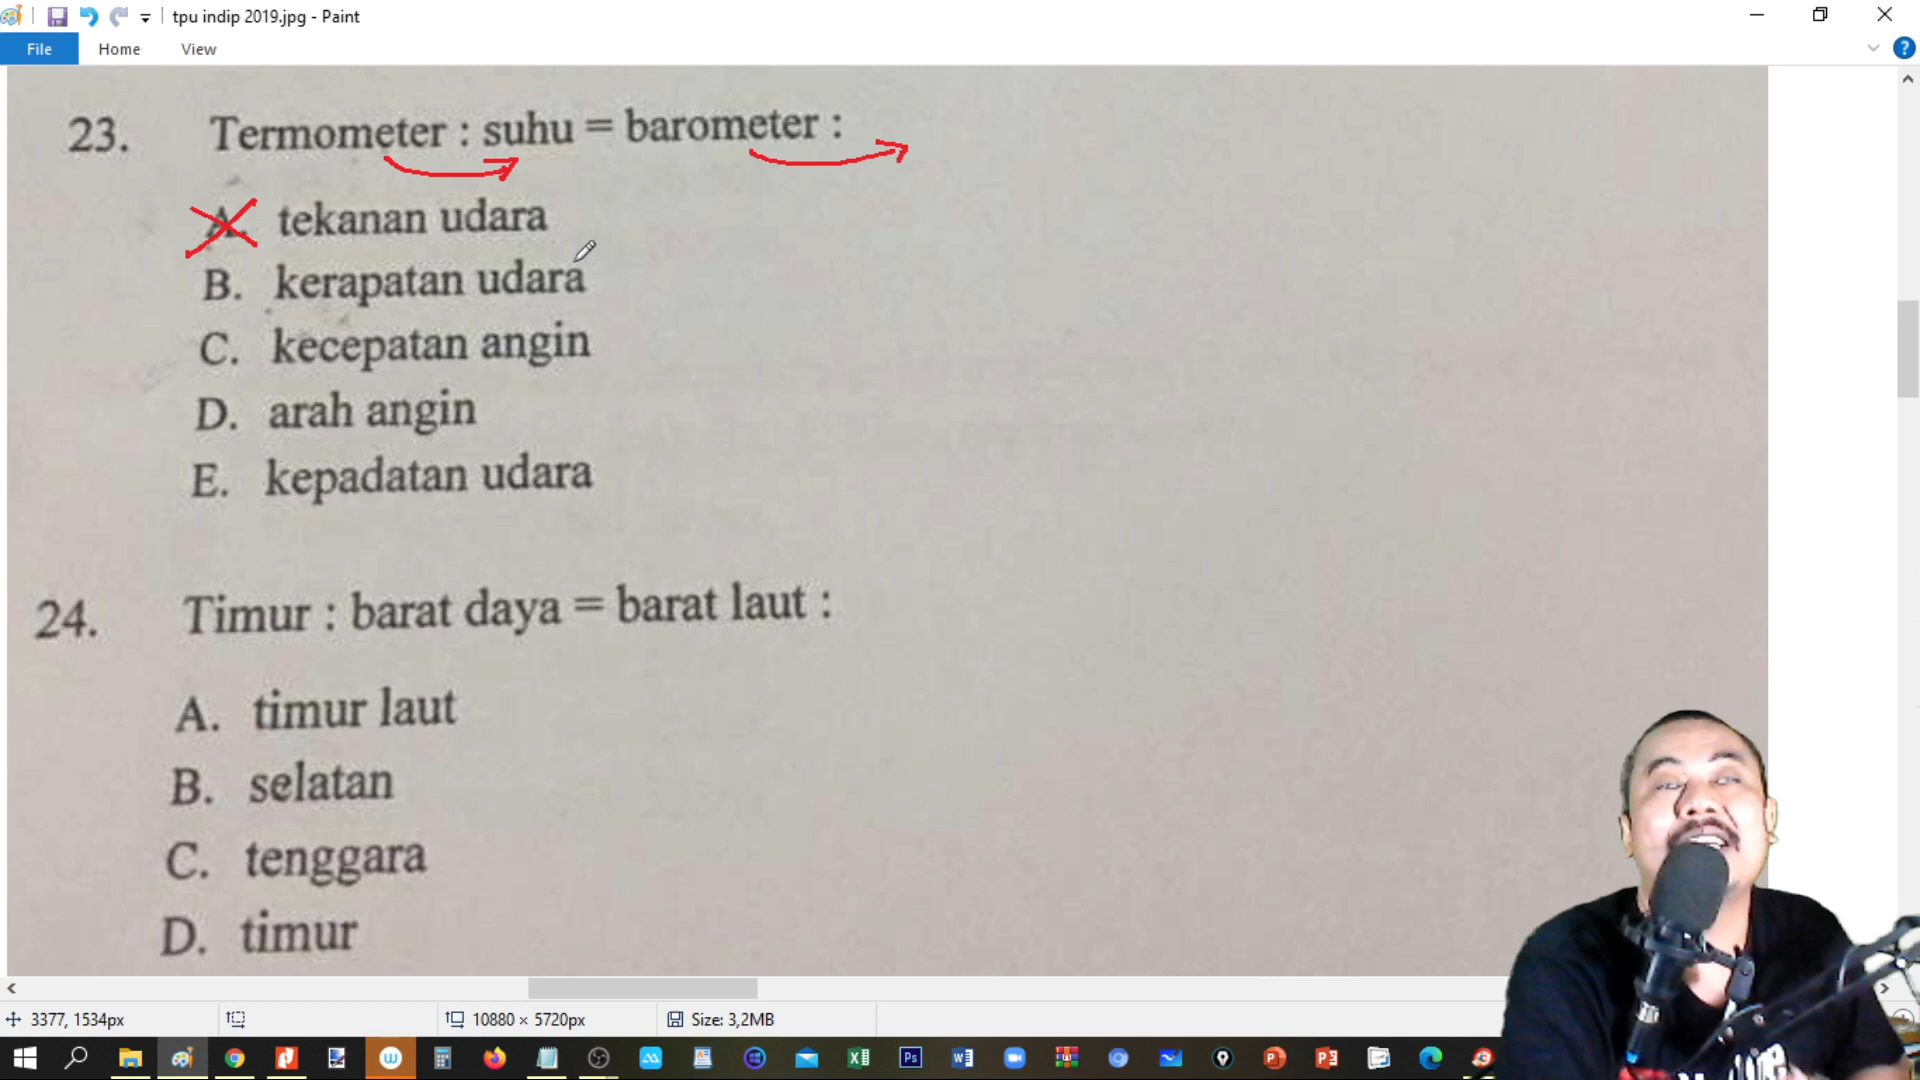 tpu indip 2019.jpg - Paint
File Home View
23. Termometer : suhu = barometer :
A. tekanan udara
B. kerapatan udara
C. kecepatan angin
D. arah angin
E. kepadatan udara
24. Timur : barat daya = barat laut :
A. timur laut
B. selatan
C. tenggara
D. timur
3377, 1534px 10880 × 5720px Size: 3,2MB